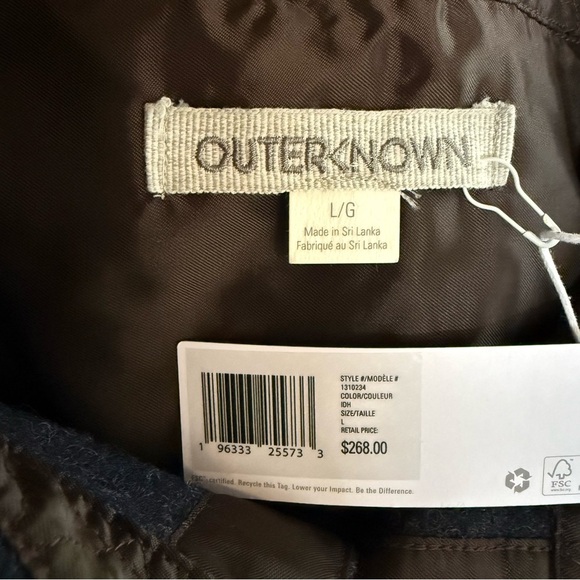 OUTERKNOWN
L/G
Made in Sri Lanka
Fabriqué au Sri Lanka
STYLE #/MODÈLE #
1310234
COLOR/COULEUR
IDH
SIZE/TAILLE
L
RETAIL PRICE:
$268.00
1 96333 25573 3
certified. Recycle this Tag. Lower your Impact. Be the Difference.
FSC